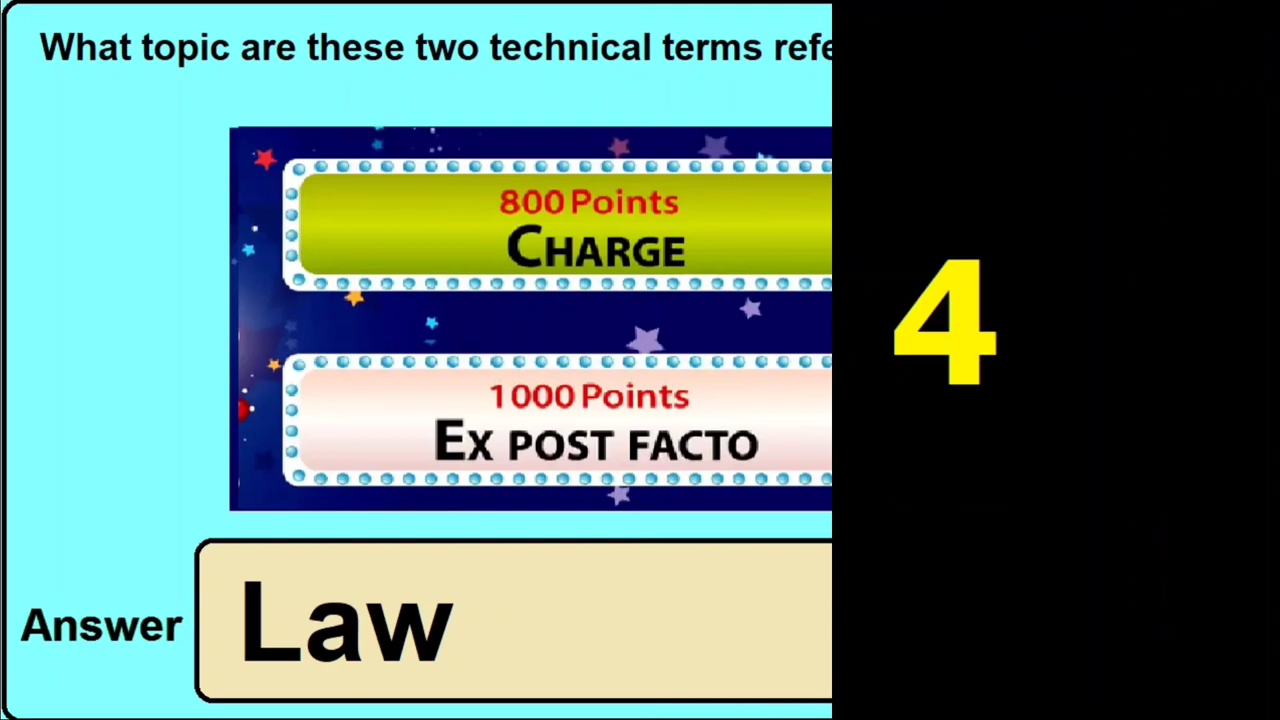 What topic are these two technical terms refe
800 Points
CHARGE
1000 Points
EX POST FACTO
4
Answer
Law